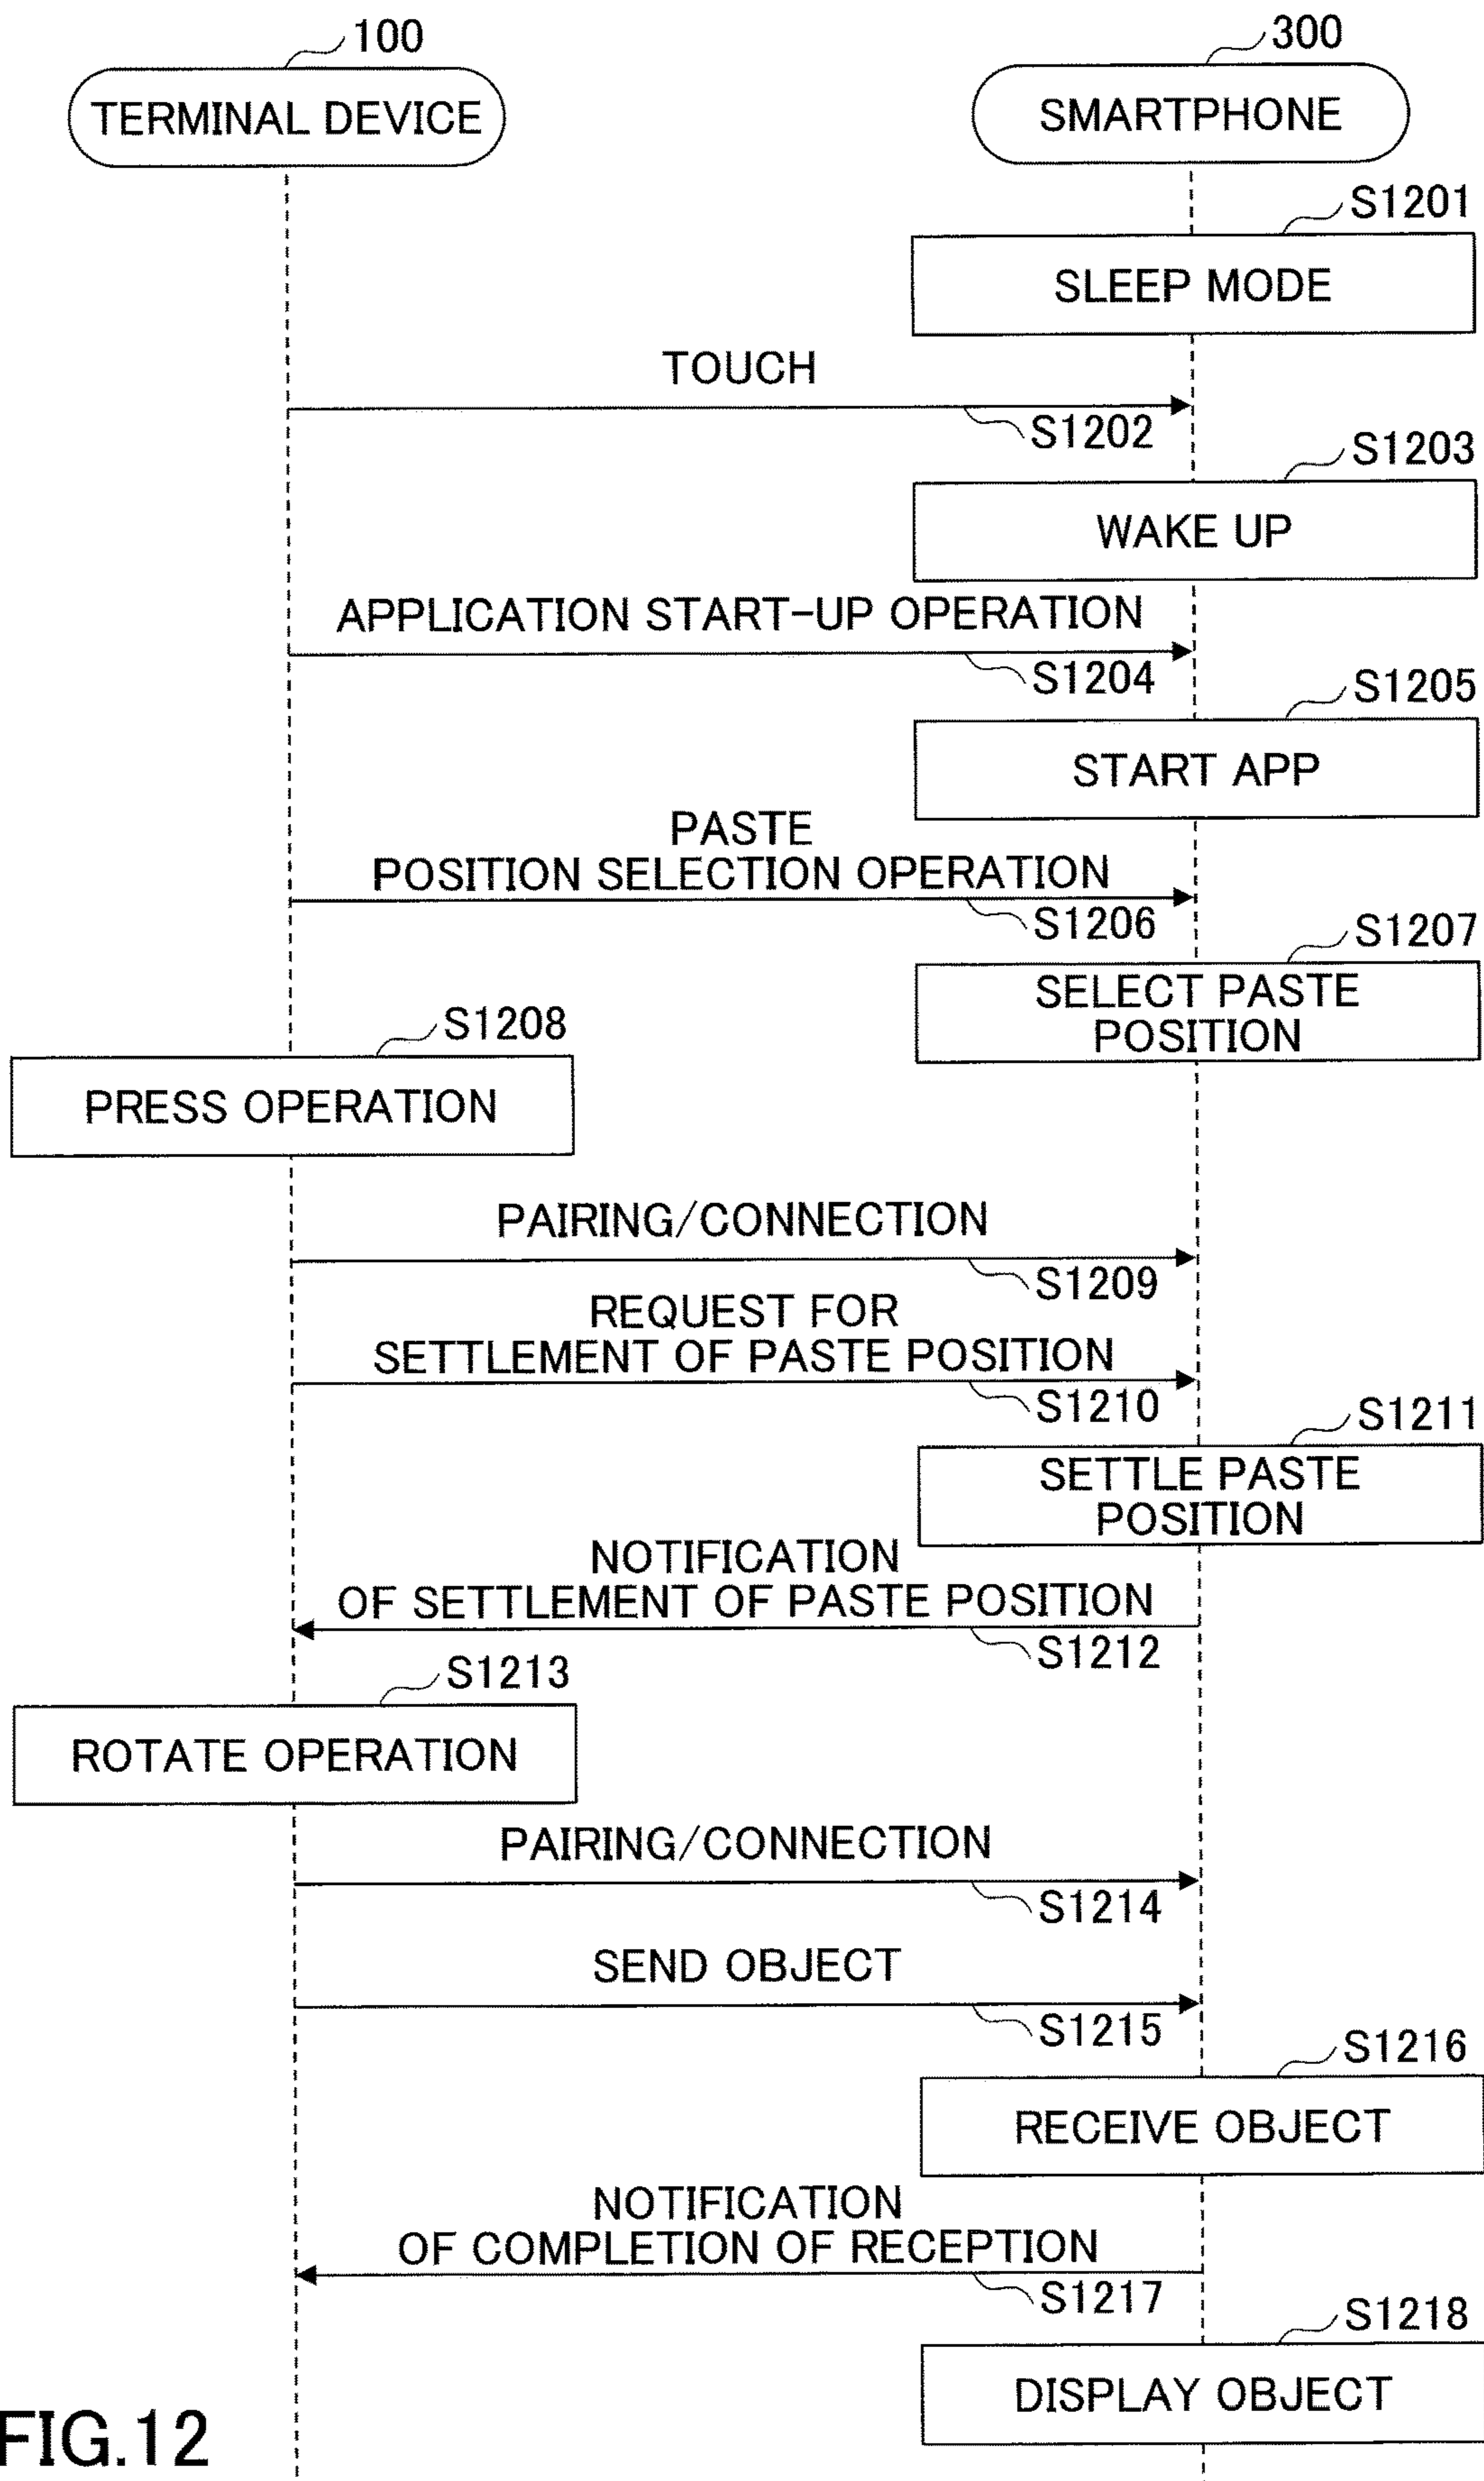 100
300
TERMINAL DEVICE
SMARTPHONE
S1201
SLEEP MODE
TOUCH
S1202
S1203
WAKE UP
APPLICATION START-UP OPERATION
S1204
S1205
START APP
PASTE
POSITION SELECTION OPERATION
S1206
S1207
SELECT PASTE
POSITION
S1208
PRESS OPERATION
PAIRING/CONNECTION
S1209
REQUEST FOR
SETTLEMENT OF PASTE POSITION
S1210
S1211
SETTLE PASTE
POSITION
NOTIFICATION
OF SETTLEMENT OF PASTE POSITION
S1212
S1213
ROTATE OPERATION
PAIRING/CONNECTION
S1214
SEND OBJECT
S1215
S1216
RECEIVE OBJECT
NOTIFICATION
OF COMPLETION OF RECEPTION
S1217
S1218
DISPLAY OBJECT
FIG.12